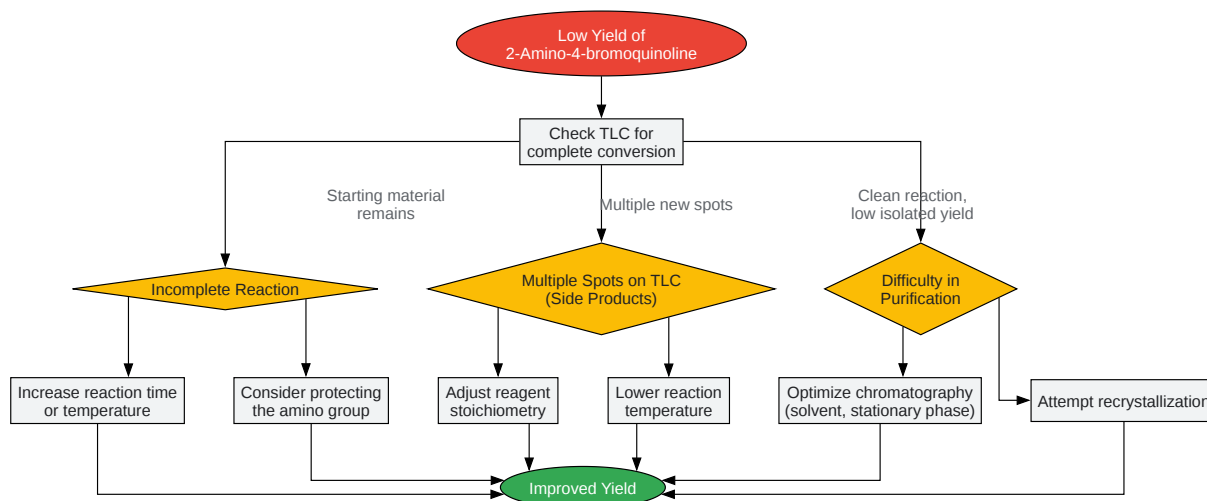 Low Yield of
2-Amino-4-bromoquinoline
Check TLC for
complete conversion
Starting material
remains
Multiple new spots
Clean reaction,
low isolated yield
Incomplete Reaction
Multiple Spots on TLC
(Side Products)
Difficulty in
Purification
Increase reaction time
or temperature
Consider protecting
the amino group
Adjust reagent
stoichiometry
Lower reaction
temperature
Optimize chromatography
(solvent, stationary phase)
Attempt recrystallization
Improved Yield